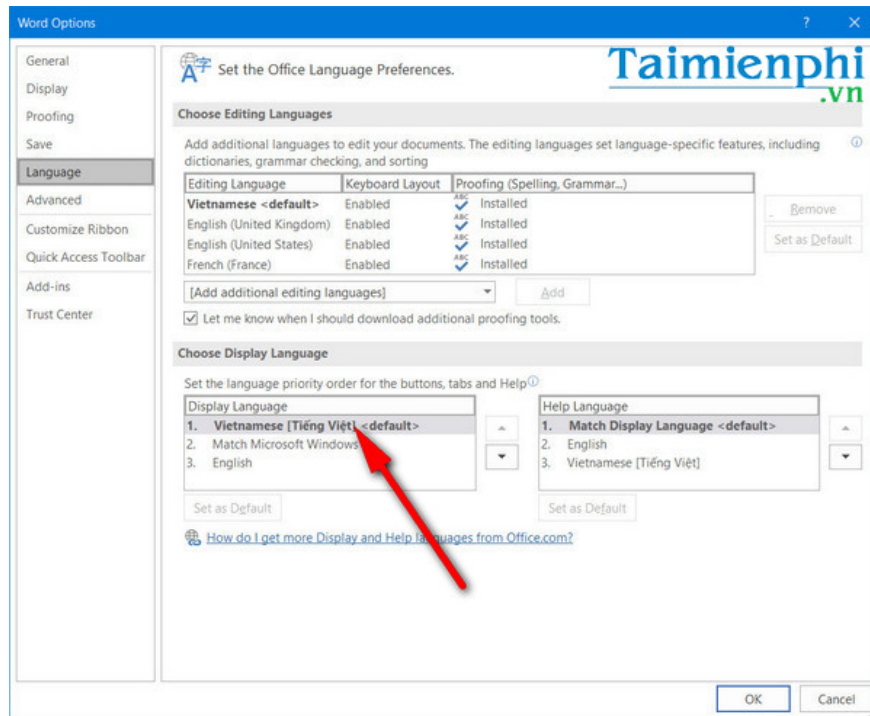 Word Options
General
Display
Proofing
Save
Language
Advanced
Customize Ribbon
Quick Access Toolbar
Add-ins
Trust Center
Set the Office Language Preferences.
Taimienphi
.vn
Choose Editing Languages
Add additional languages to edit your documents. The editing languages set language-specific features, including
dictionaries, grammar checking, and sorting
Editing Language Keyboard Layout Proofing (Spelling, Grammar...)
Vietnamese <default> Enabled Installed
English (United Kingdom) Enabled Installed
English (United States) Enabled Installed
French (France) Enabled Installed
Remove
Set as Default
[Add additional editing languages] Add
Let me know when I should download additional proofing tools.
Choose Display Language
Set the language priority order for the buttons, tabs and Help
Display Language
1. Vietnamese [Tiếng Việt] <default>
2. Match Microsoft Windows
3. English
Set as Default
Help Language
1. Match Display Language <default>
2. English
3. Vietnamese [Tiếng Việt]
Set as Default
How do I get more Display and Help languages from Office.com?
OK Cancel